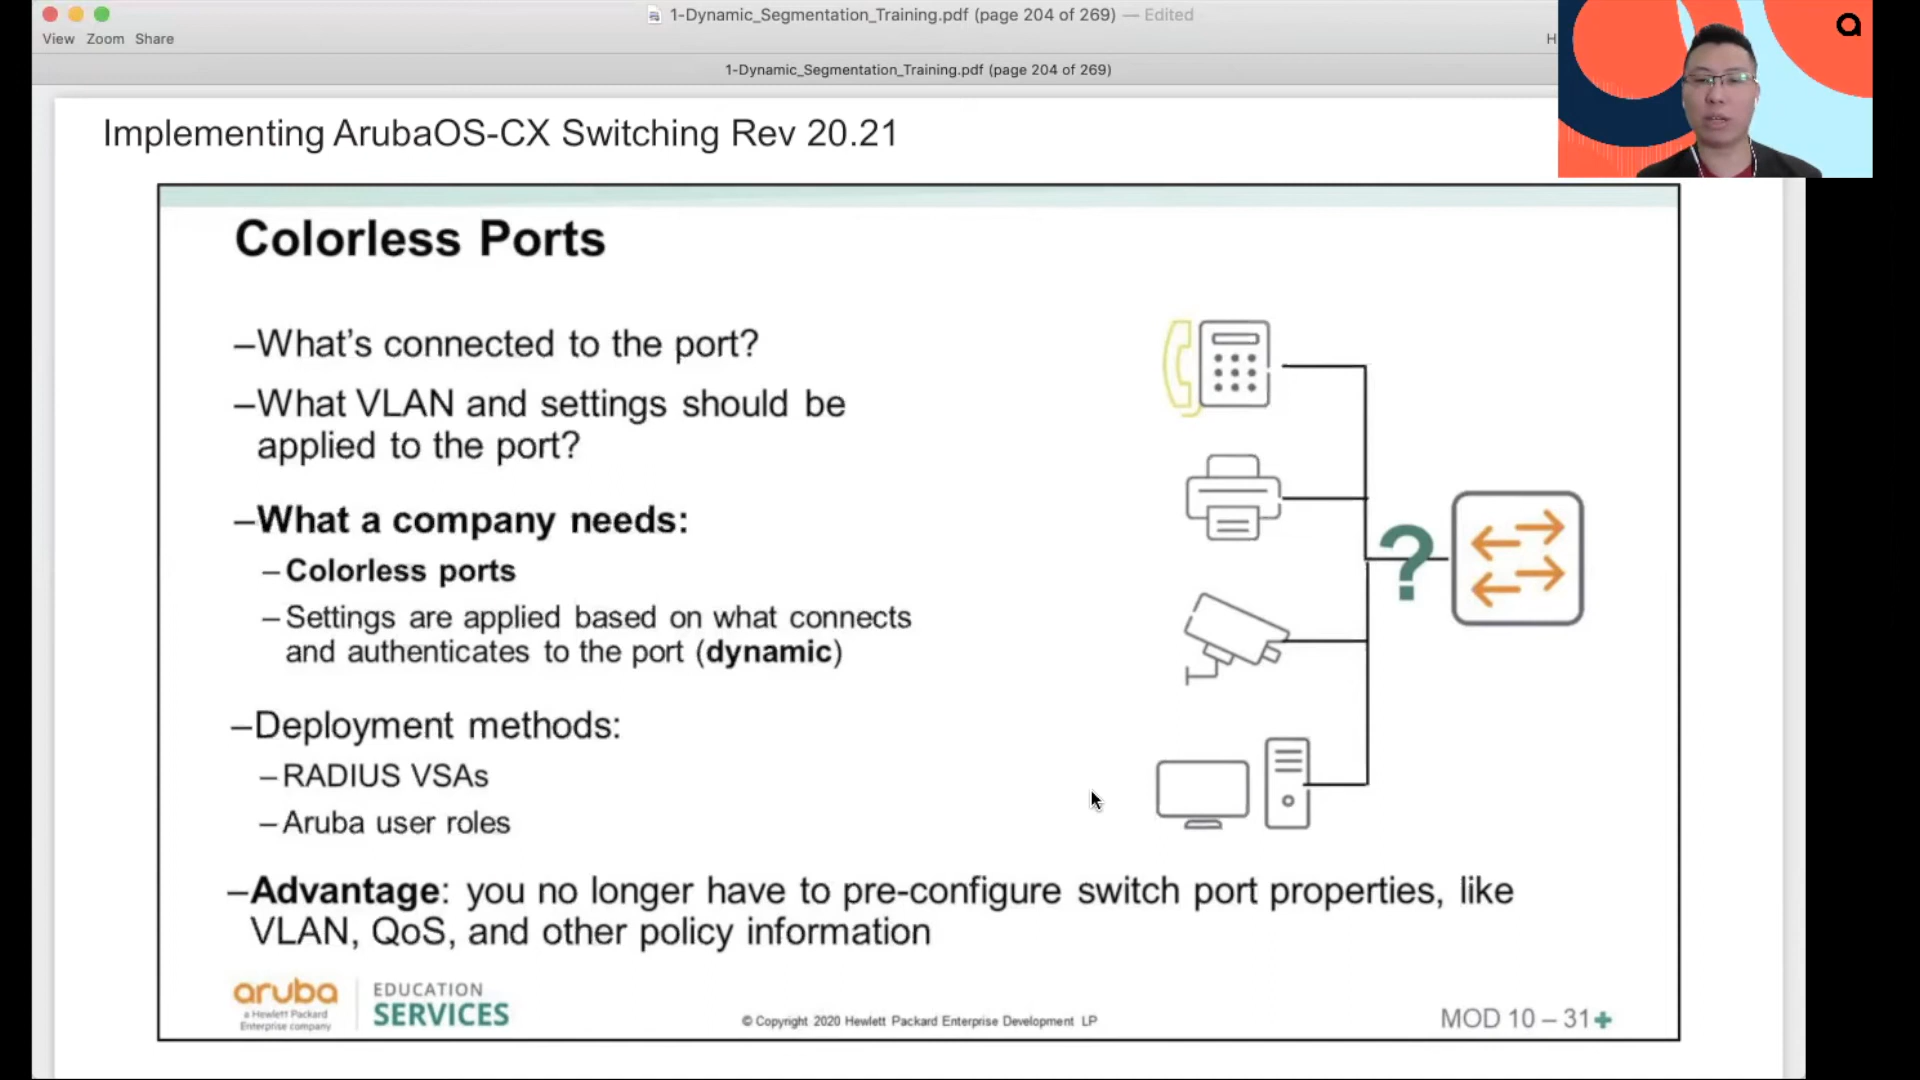 1-Dynamic_Segmentation_Training.pdf (page 204 of 269) — Edited
View Zoom Share
H
1-Dynamic_Segmentation_Training.pdf (page 204 of 269)
Implementing ArubaOS-CX Switching Rev 20.21
Colorless Ports
–What's connected to the port?
–What VLAN and settings should be
applied to the port?
–What a company needs:
–Colorless ports
–Settings are applied based on what connects
and authenticates to the port (dynamic)
–Deployment methods:
–RADIUS VSAs
–Aruba user roles
–Advantage: you no longer have to pre-configure switch port properties, like
VLAN, QoS, and other policy information
?
aruba
a Hewlett Packard
Enterprise company
EDUCATION
SERVICES
© Copyright 2020 Hewlett Packard Enterprise Development LP
MOD 10 – 31+